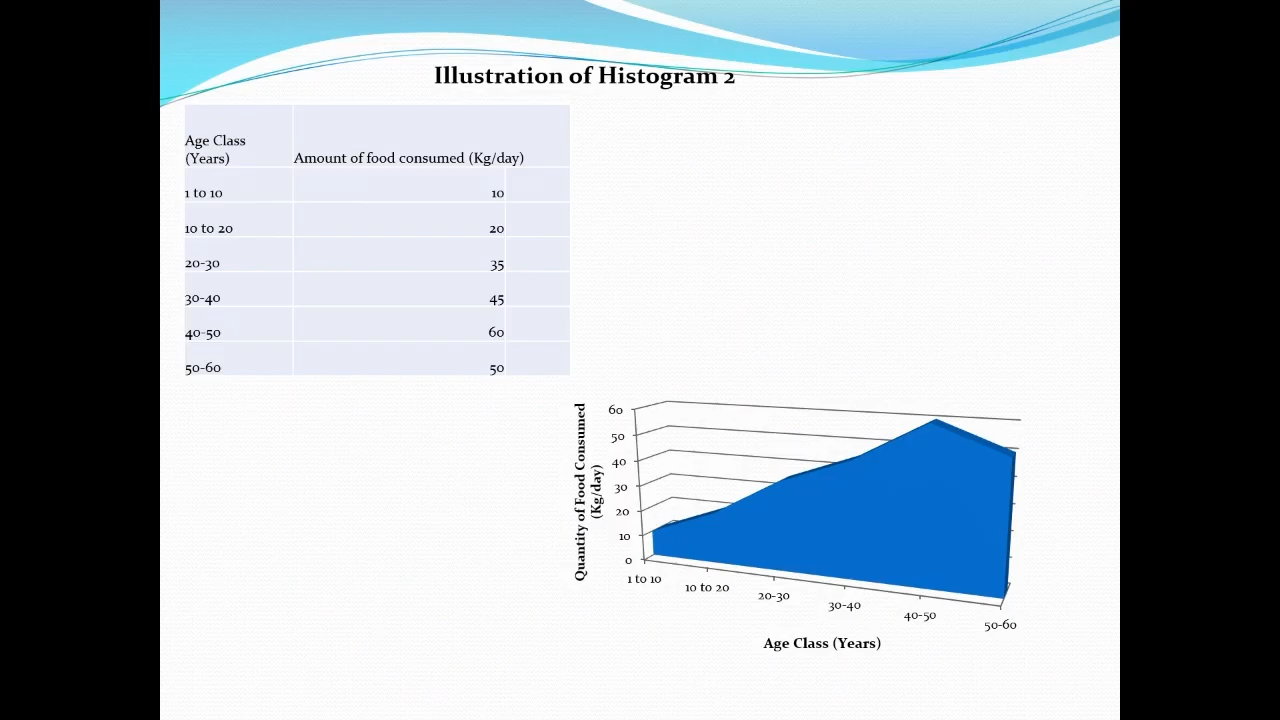 Illustration of Histogram 2
Age Class
(Years)
Amount of food consumed (Kg/day)
1 to 10 10
10 to 20 20
20-30 35
30-40 45
40-50 60
50-60 50
Quantity of Food Consumed
(Kg/day)
60
50
40
30
20
10
0
1 to 10
10 to 20
20-30
30-40
40-50
50-60
Age Class (Years)